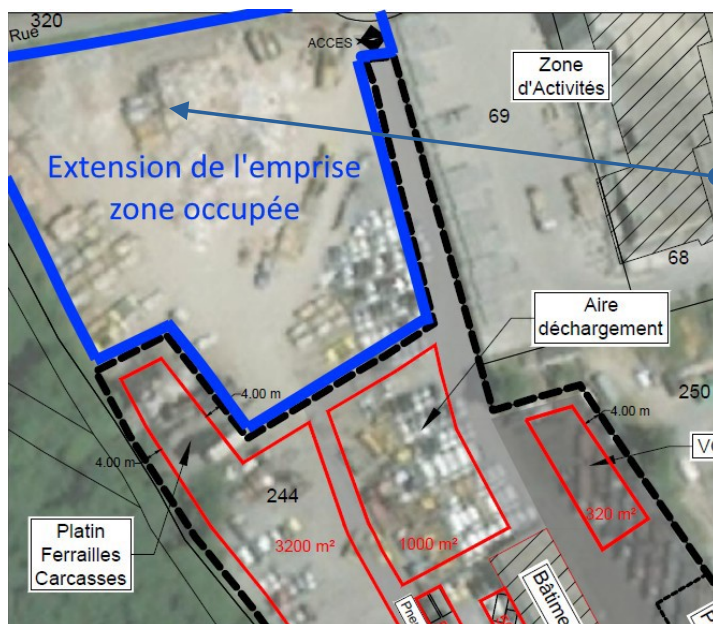 320
Rue
ACCES
Zone
d'Activités
69
Extension de l'emprise
zone occupée
68
Aire
déchargement
4.00 m
250
4.00 m
4.00 m
244
320 m²
3200 m²
1000 m²
Platin
Ferrailles
Carcasses